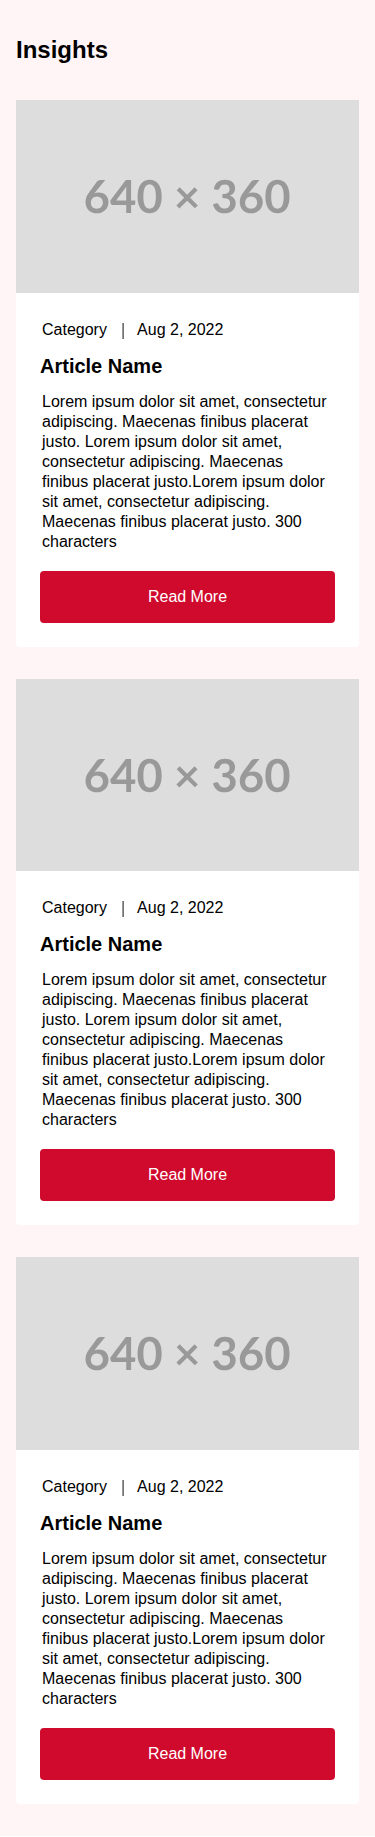 Insights
640 × 360
Category | Aug 2, 2022
Article Name
Lorem ipsum dolor sit amet, consectetur
adipiscing. Maecenas finibus placerat
justo. Lorem ipsum dolor sit amet,
consectetur adipiscing. Maecenas
finibus placerat justo.Lorem ipsum dolor
sit amet, consectetur adipiscing.
Maecenas finibus placerat justo. 300
characters
Read More
640 × 360
Category | Aug 2, 2022
Article Name
Lorem ipsum dolor sit amet, consectetur
adipiscing. Maecenas finibus placerat
justo. Lorem ipsum dolor sit amet,
consectetur adipiscing. Maecenas
finibus placerat justo.Lorem ipsum dolor
sit amet, consectetur adipiscing.
Maecenas finibus placerat justo. 300
characters
Read More
640 × 360
Category | Aug 2, 2022
Article Name
Lorem ipsum dolor sit amet, consectetur
adipiscing. Maecenas finibus placerat
justo. Lorem ipsum dolor sit amet,
consectetur adipiscing. Maecenas
finibus placerat justo.Lorem ipsum dolor
sit amet, consectetur adipiscing.
Maecenas finibus placerat justo. 300
characters
Read More